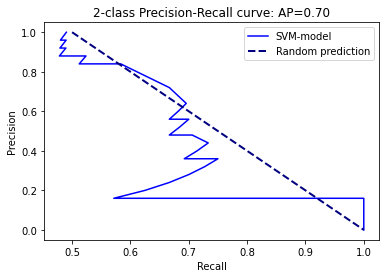 2-class Precision-Recall curve: AP=0.70
SVM-model
Random prediction
Precision
1.0
0.8
0.6
0.4
0.2
0.0
0.5 0.6 0.7 0.8 0.9 1.0
Recall